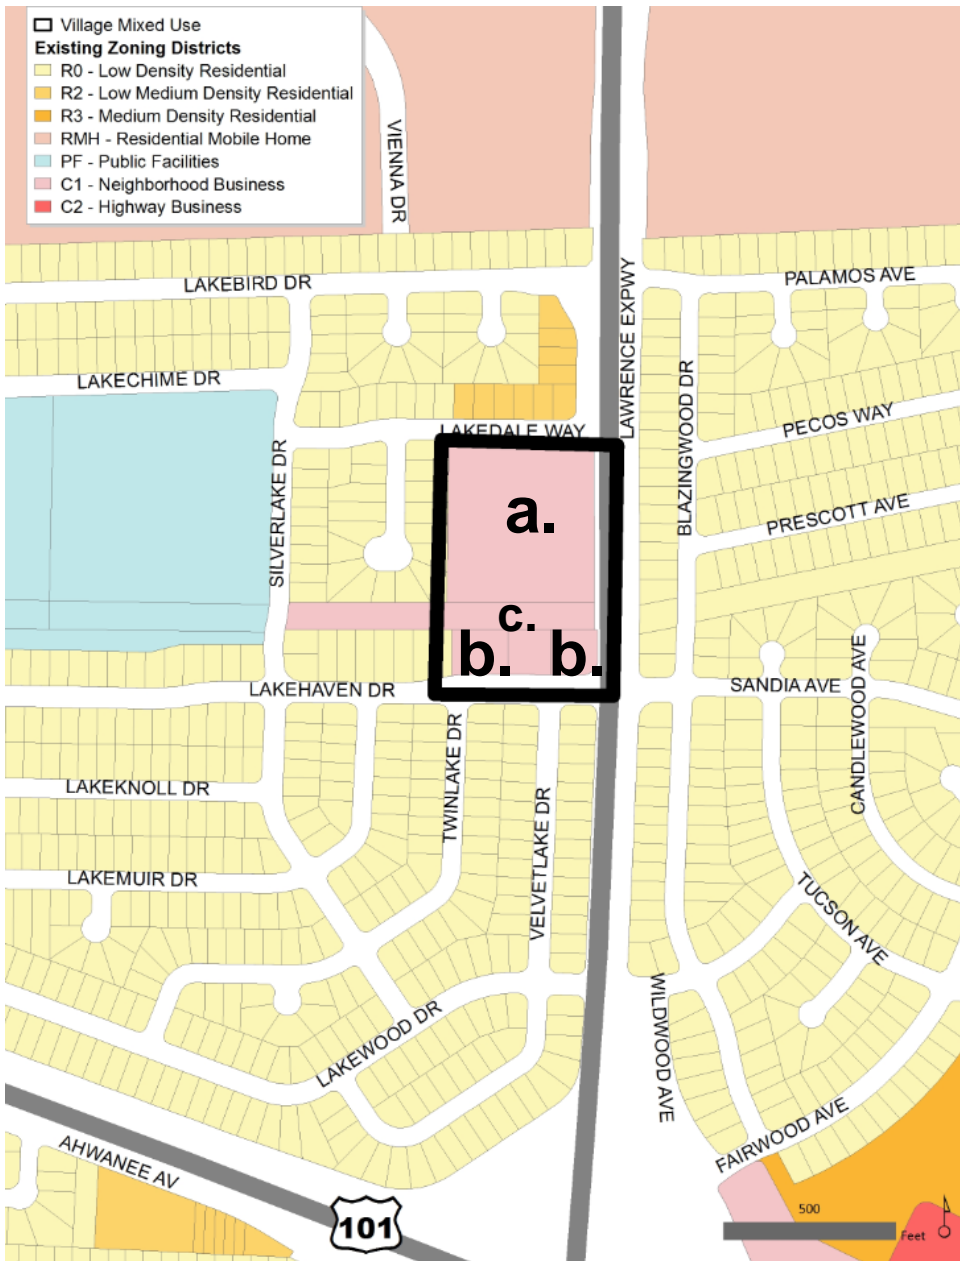 Village Mixed Use
Existing Zoning Districts
R0 - Low Density Residential
R2 - Low Medium Density Residential
R3 - Medium Density Residential
RMH - Residential Mobile Home
PF - Public Facilities
C1 - Neighborhood Business
C2 - Highway Business
VIENNA DR
LAKEBIRD DR
LAWRENCE EXPWY
PALAMOS AVE
LAKECHIME DR
BLAZINGWOOD DR
PECOS WAY
LAKEDALE WAY
SILVERLAKE DR
PRESCOTT AVE
a.
c.
b. b.
LAKEHAVEN DR
SANDIA AVE
CANDLEWOOD AVE
TWINLAKE DR
LAKEKNOLL DR
VELVETLAKE DR
LAKEMUIR DR
TUCSON AVE
WILDWOOD AVE
LAKEWOOD DR
FAIRWOOD AVE
AHWANEE AV
101
500
Feet